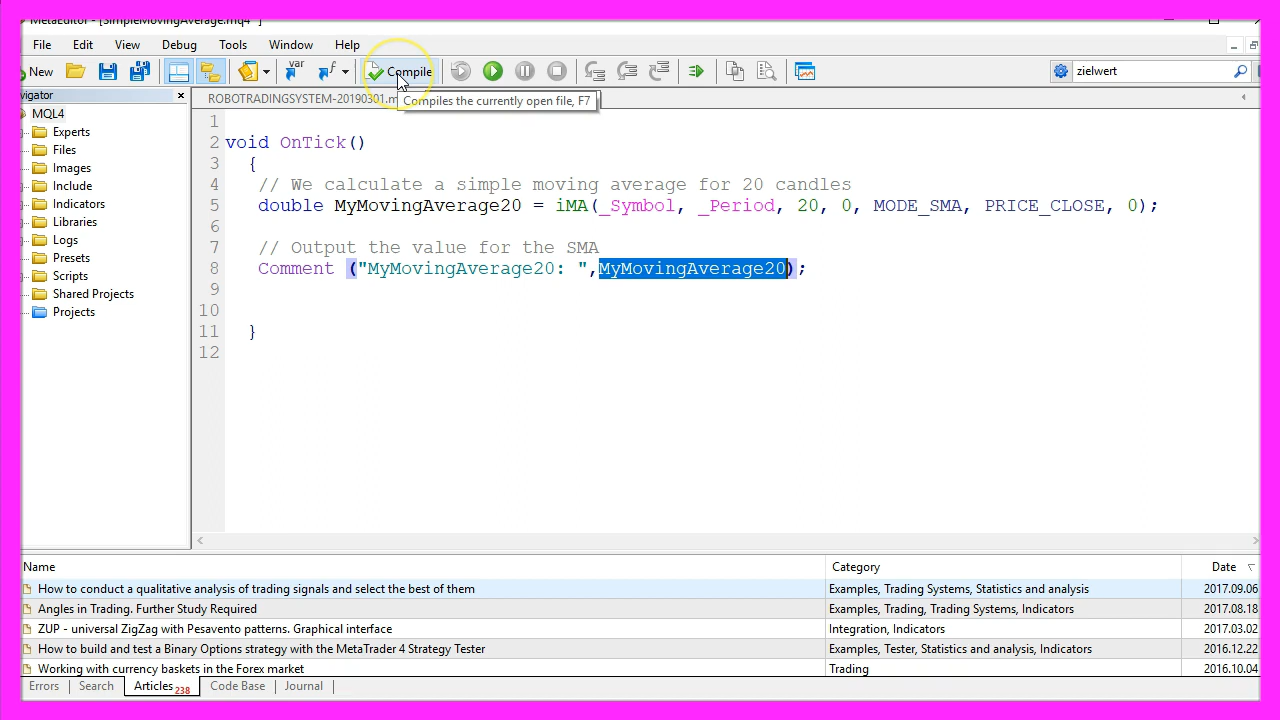 MetaEditor - [SimpleMovingAverage.mq4 ]
File Edit View Debug Tools Window Help
New var f Compile zielwert
Compiles the currently open file, F7
vigator
ROBOTRADINGSYSTEM-20190301.m
MQL4
Experts
Files
Images
Include
Indicators
Libraries
Logs
Presets
Scripts
Shared Projects
Projects
1
2 void OnTick()
3 {
4 // We calculate a simple moving average for 20 candles
5 double MyMovingAverage20 = iMA(_Symbol, _Period, 20, 0, MODE_SMA, PRICE_CLOSE, 0);
6
7 // Output the value for the SMA
8 Comment ("MyMovingAverage20: ",MyMovingAverage20);
9
10
11 }
12
Name Category Date
How to conduct a qualitative analysis of trading signals and select the best of them Examples, Trading Systems, Statistics and analysis 2017.09.06
Angles in Trading. Further Study Required Examples, Trading, Trading Systems, Indicators 2017.08.18
ZUP - universal ZigZag with Pesavento patterns. Graphical interface Integration, Indicators 2017.03.02
How to build and test a Binary Options strategy with the MetaTrader 4 Strategy Tester Examples, Tester, Statistics and analysis, Indicators 2016.12.22
Working with currency baskets in the Forex market Trading 2016.10.04
Errors Search Articles 238 Code Base Journal